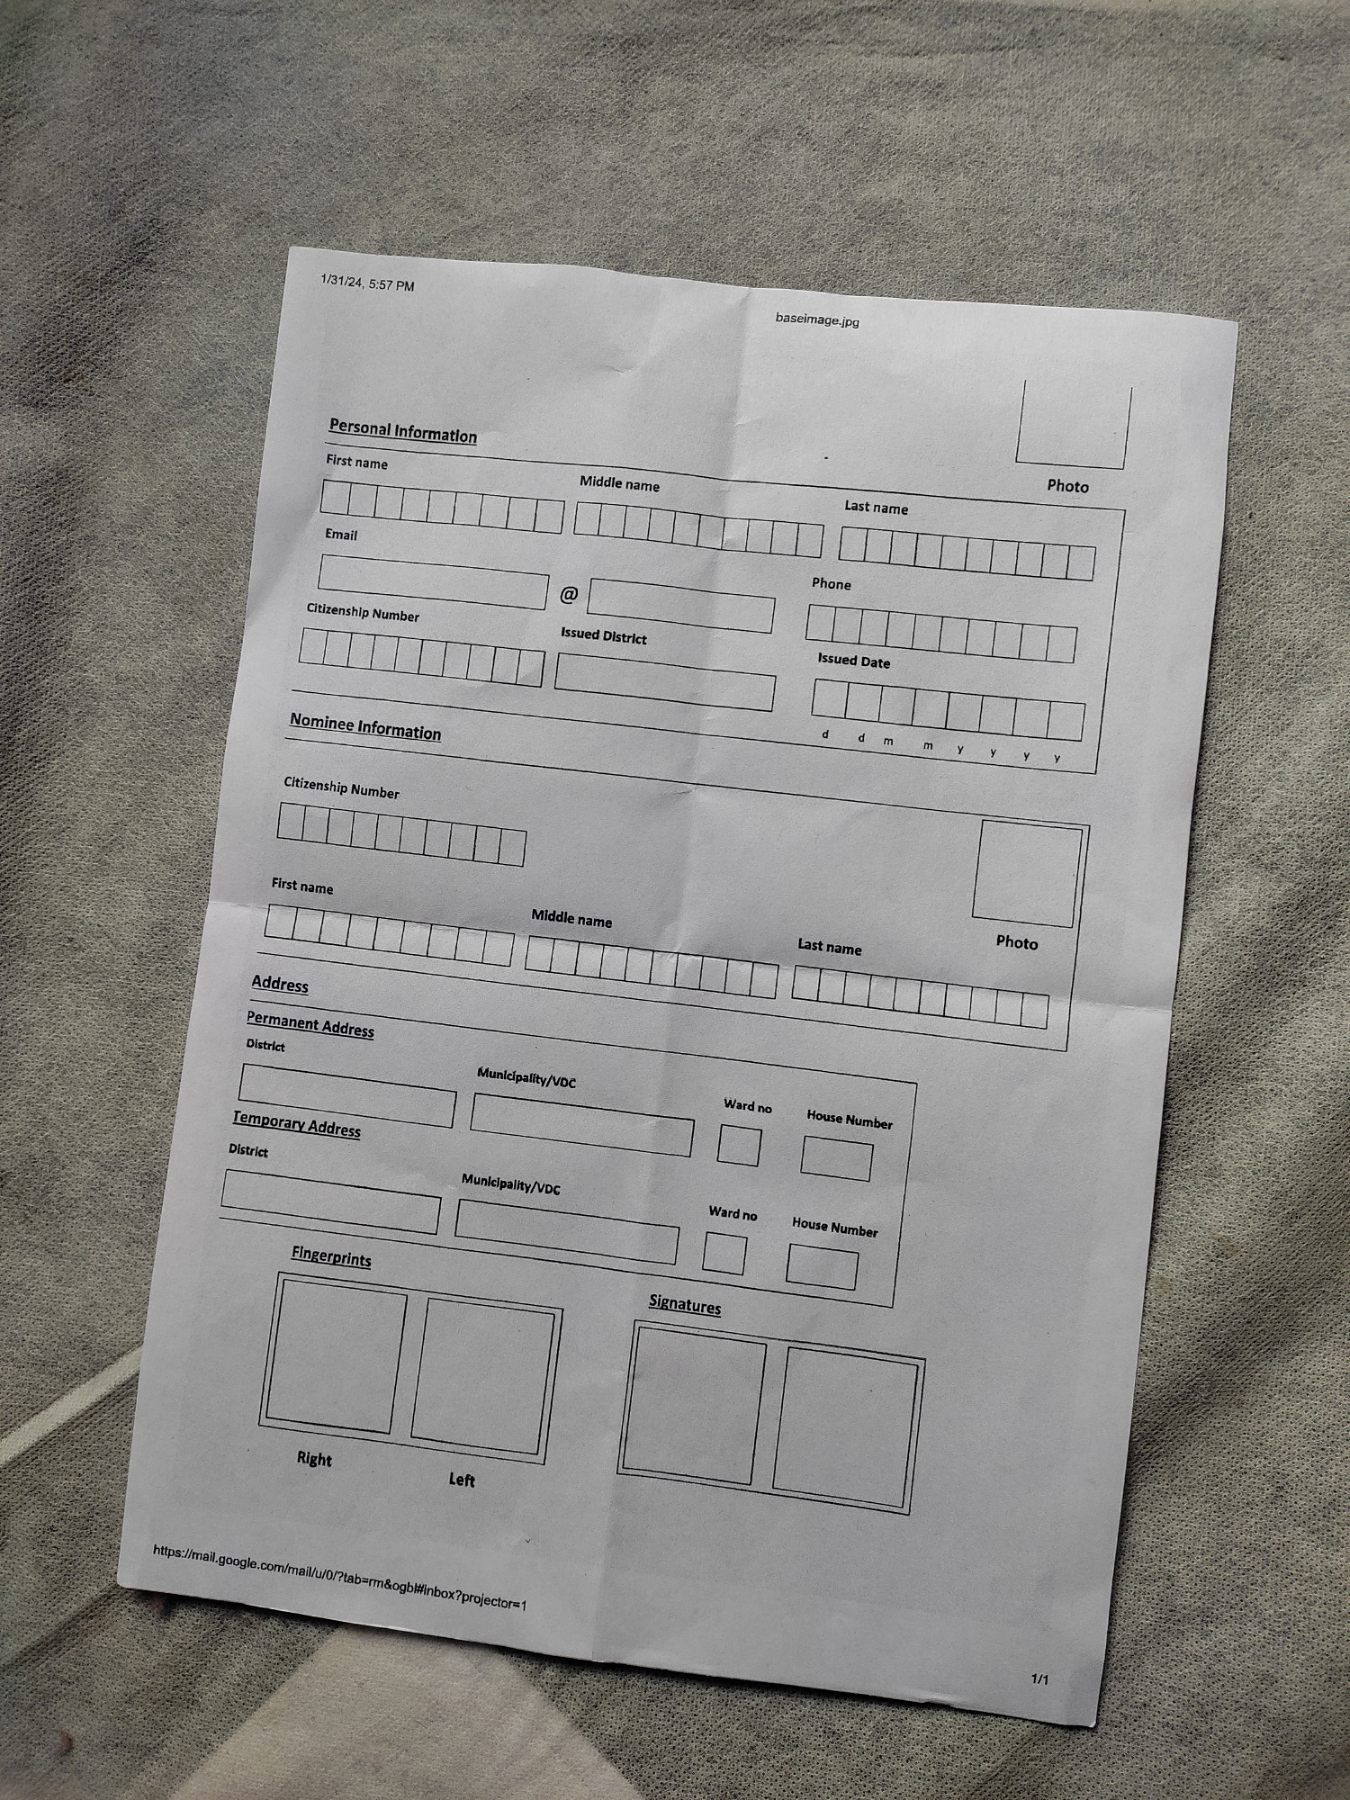 1/31/24, 5:57 PM
baseimage.jpg
Photo
Personal Information
First name
Middle name
Last name
Email
@
Phone
Citizenship Number
Issued District
Issued Date
d d m m y y y y
Nominee Information
Citizenship Number
Photo
First name
Middle name
Last name
Address
Permanent Address
District
Municipality/VDC
Ward no
House Number
Temporary Address
District
Municipality/VDC
Ward no
House Number
Fingerprints
Signatures
Right
Left
https://mail.google.com/mail/u/0/?tab=rm&ogbl#inbox?projector=1
1/1